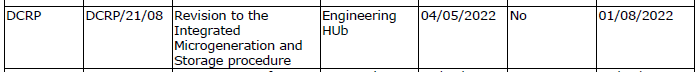 DCRP DCRP/21/08 Revision to the Engineering 04/05/2022 No 01/08/2022
Integrated HUb
Microgeneration and
Storage procedure